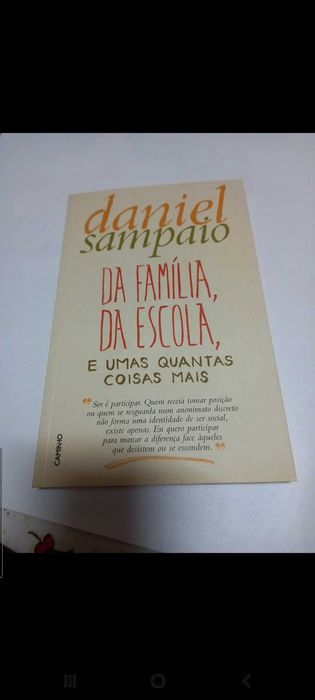 daniel
sampaio
DA FAMÍLIA,
DA ESCOLA,
E UMAS QUANTAS
COISAS MAIS
"Ser é participar. Quem receia tomar posição
ou quem se resguarda num anonimato discreto
não forma uma identidade de ser social,
existe apenas. Eu quero participar
para marcar a diferença face àqueles
que desistem ou se escondem."
CAMINHO